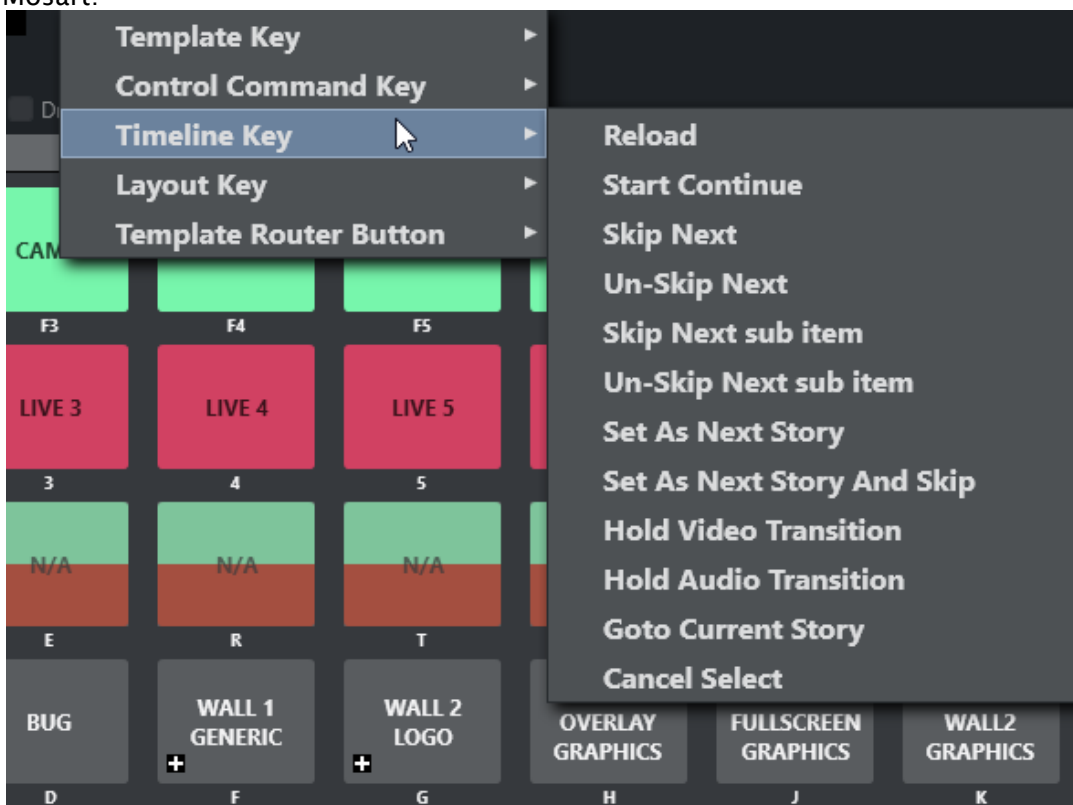 Mosart.
Template Key
Control Command Key
Timeline Key
Layout Key
Template Router Button
Reload
Start Continue
Skip Next
Un-Skip Next
Skip Next sub item
Un-Skip Next sub item
Set As Next Story
Set As Next Story And Skip
Hold Video Transition
Hold Audio Transition
Goto Current Story
Cancel Select
F3 F4 F5
LIVE 3 LIVE 4 LIVE 5
3 4 5
N/A N/A N/A
E R T
BUG WALL 1 GENERIC WALL 2 LOGO OVERLAY GRAPHICS FULLSCREEN GRAPHICS WALL2 GRAPHICS
D F G H J K